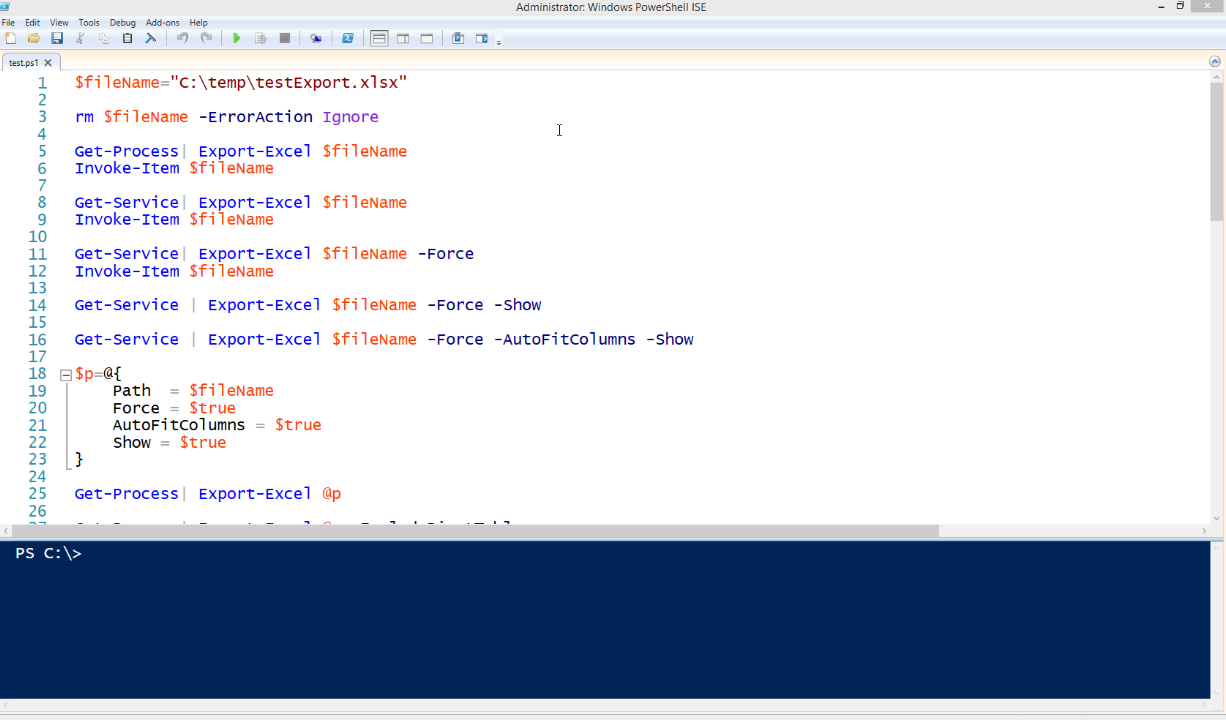 Administrator: Windows PowerShell ISE
File Edit View Tools Debug Add-ons Help
test.ps1
1 $fileName="C:\temp\testExport.xlsx"
2
3 rm $fileName -ErrorAction Ignore
4
5 Get-Process| Export-Excel $fileName
6 Invoke-Item $fileName
7
8 Get-Service| Export-Excel $fileName
9 Invoke-Item $fileName
10
11 Get-Service| Export-Excel $fileName -Force
12 Invoke-Item $fileName
13
14 Get-Service | Export-Excel $fileName -Force -Show
15
16 Get-Service | Export-Excel $fileName -Force -AutoFitColumns -Show
17
18 $p=@{
19 Path = $fileName
20 Force = $true
21 AutoFitColumns = $true
22 Show = $true
23 }
24
25 Get-Process| Export-Excel @p
26
27
PS C:\>